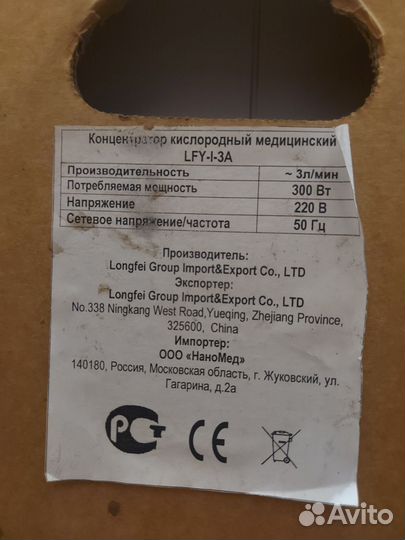 Концентратор кислородный медицинский
LFY-I-3A
Производительность ~ 3л/мин
Потребляемая мощность 300 Вт
Напряжение 220 В
Сетевое напряжение/частота 50 Гц
Производитель:
Longfei Group Import&Export Co., LTD
Экспортер:
Longfei Group Import&Export Co., LTD
No.338 Ningkang West Road,Yueqing, Zhejiang Province,
325600, China
Импортер:
ООО «НаноМед»
140180, Россия, Московская область, г. Жуковский, ул.
Гагарина, д.2а
РСТ CE
Avito